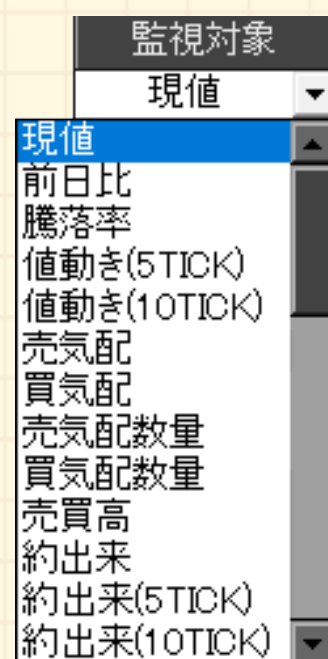 監視対象
現値
現値
前日比
騰落率
値動き(5TICK)
値動き(10TICK)
売気配
買気配
売気配数量
買気配数量
売買高
約出来
約出来(5TICK)
約出来(10TICK)